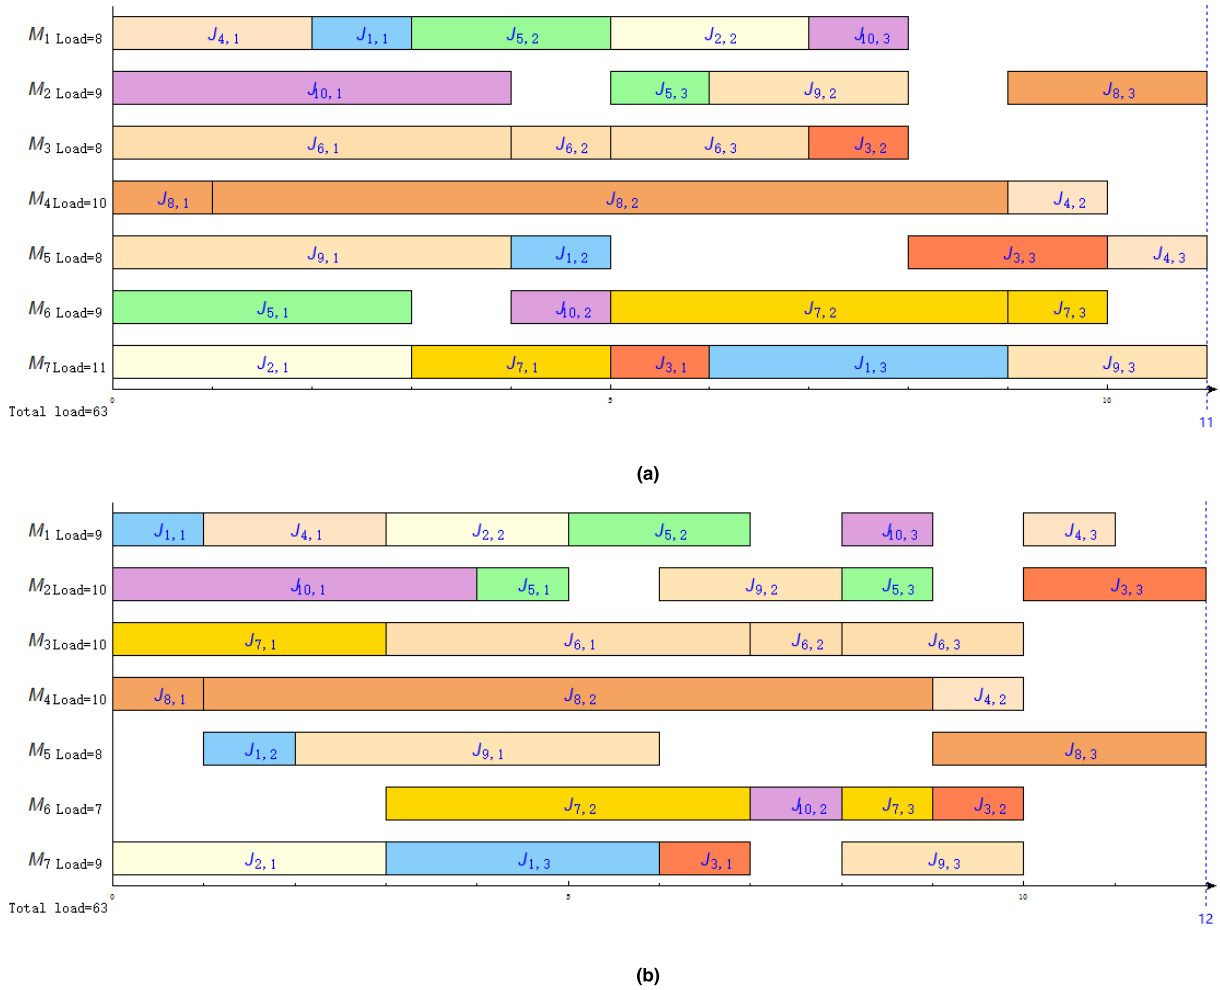 M1 Load=8 J4,1 J1,1 J5,2 J2,2 J10,3
M2 Load=9 J10,1 J5,3 J9,2 J8,3
M3 Load=8 J6,1 J6,2 J6,3 J3,2
M4 Load=10 J8,1 J8,2 J4,2
M5 Load=8 J9,1 J1,2 J3,3 J4,3
M6 Load=9 J5,1 J10,2 J7,2 J7,3
M7 Load=11 J2,1 J7,1 J3,1 J1,3 J9,3
0 5 10
Total load=63
11
(a)
M1 Load=9 J1,1 J4,1 J2,2 J5,2 J10,3 J4,3
M2 Load=10 J10,1 J5,1 J9,2 J5,3 J3,3
M3 Load=10 J7,1 J6,1 J6,2 J6,3
M4 Load=10 J8,1 J8,2 J4,2
M5 Load=8 J1,2 J9,1 J8,3
M6 Load=7 J7,2 J10,2 J7,3 J3,2
M7 Load=9 J2,1 J1,3 J3,1 J9,3
0 5 10
Total load=63
12
(b)